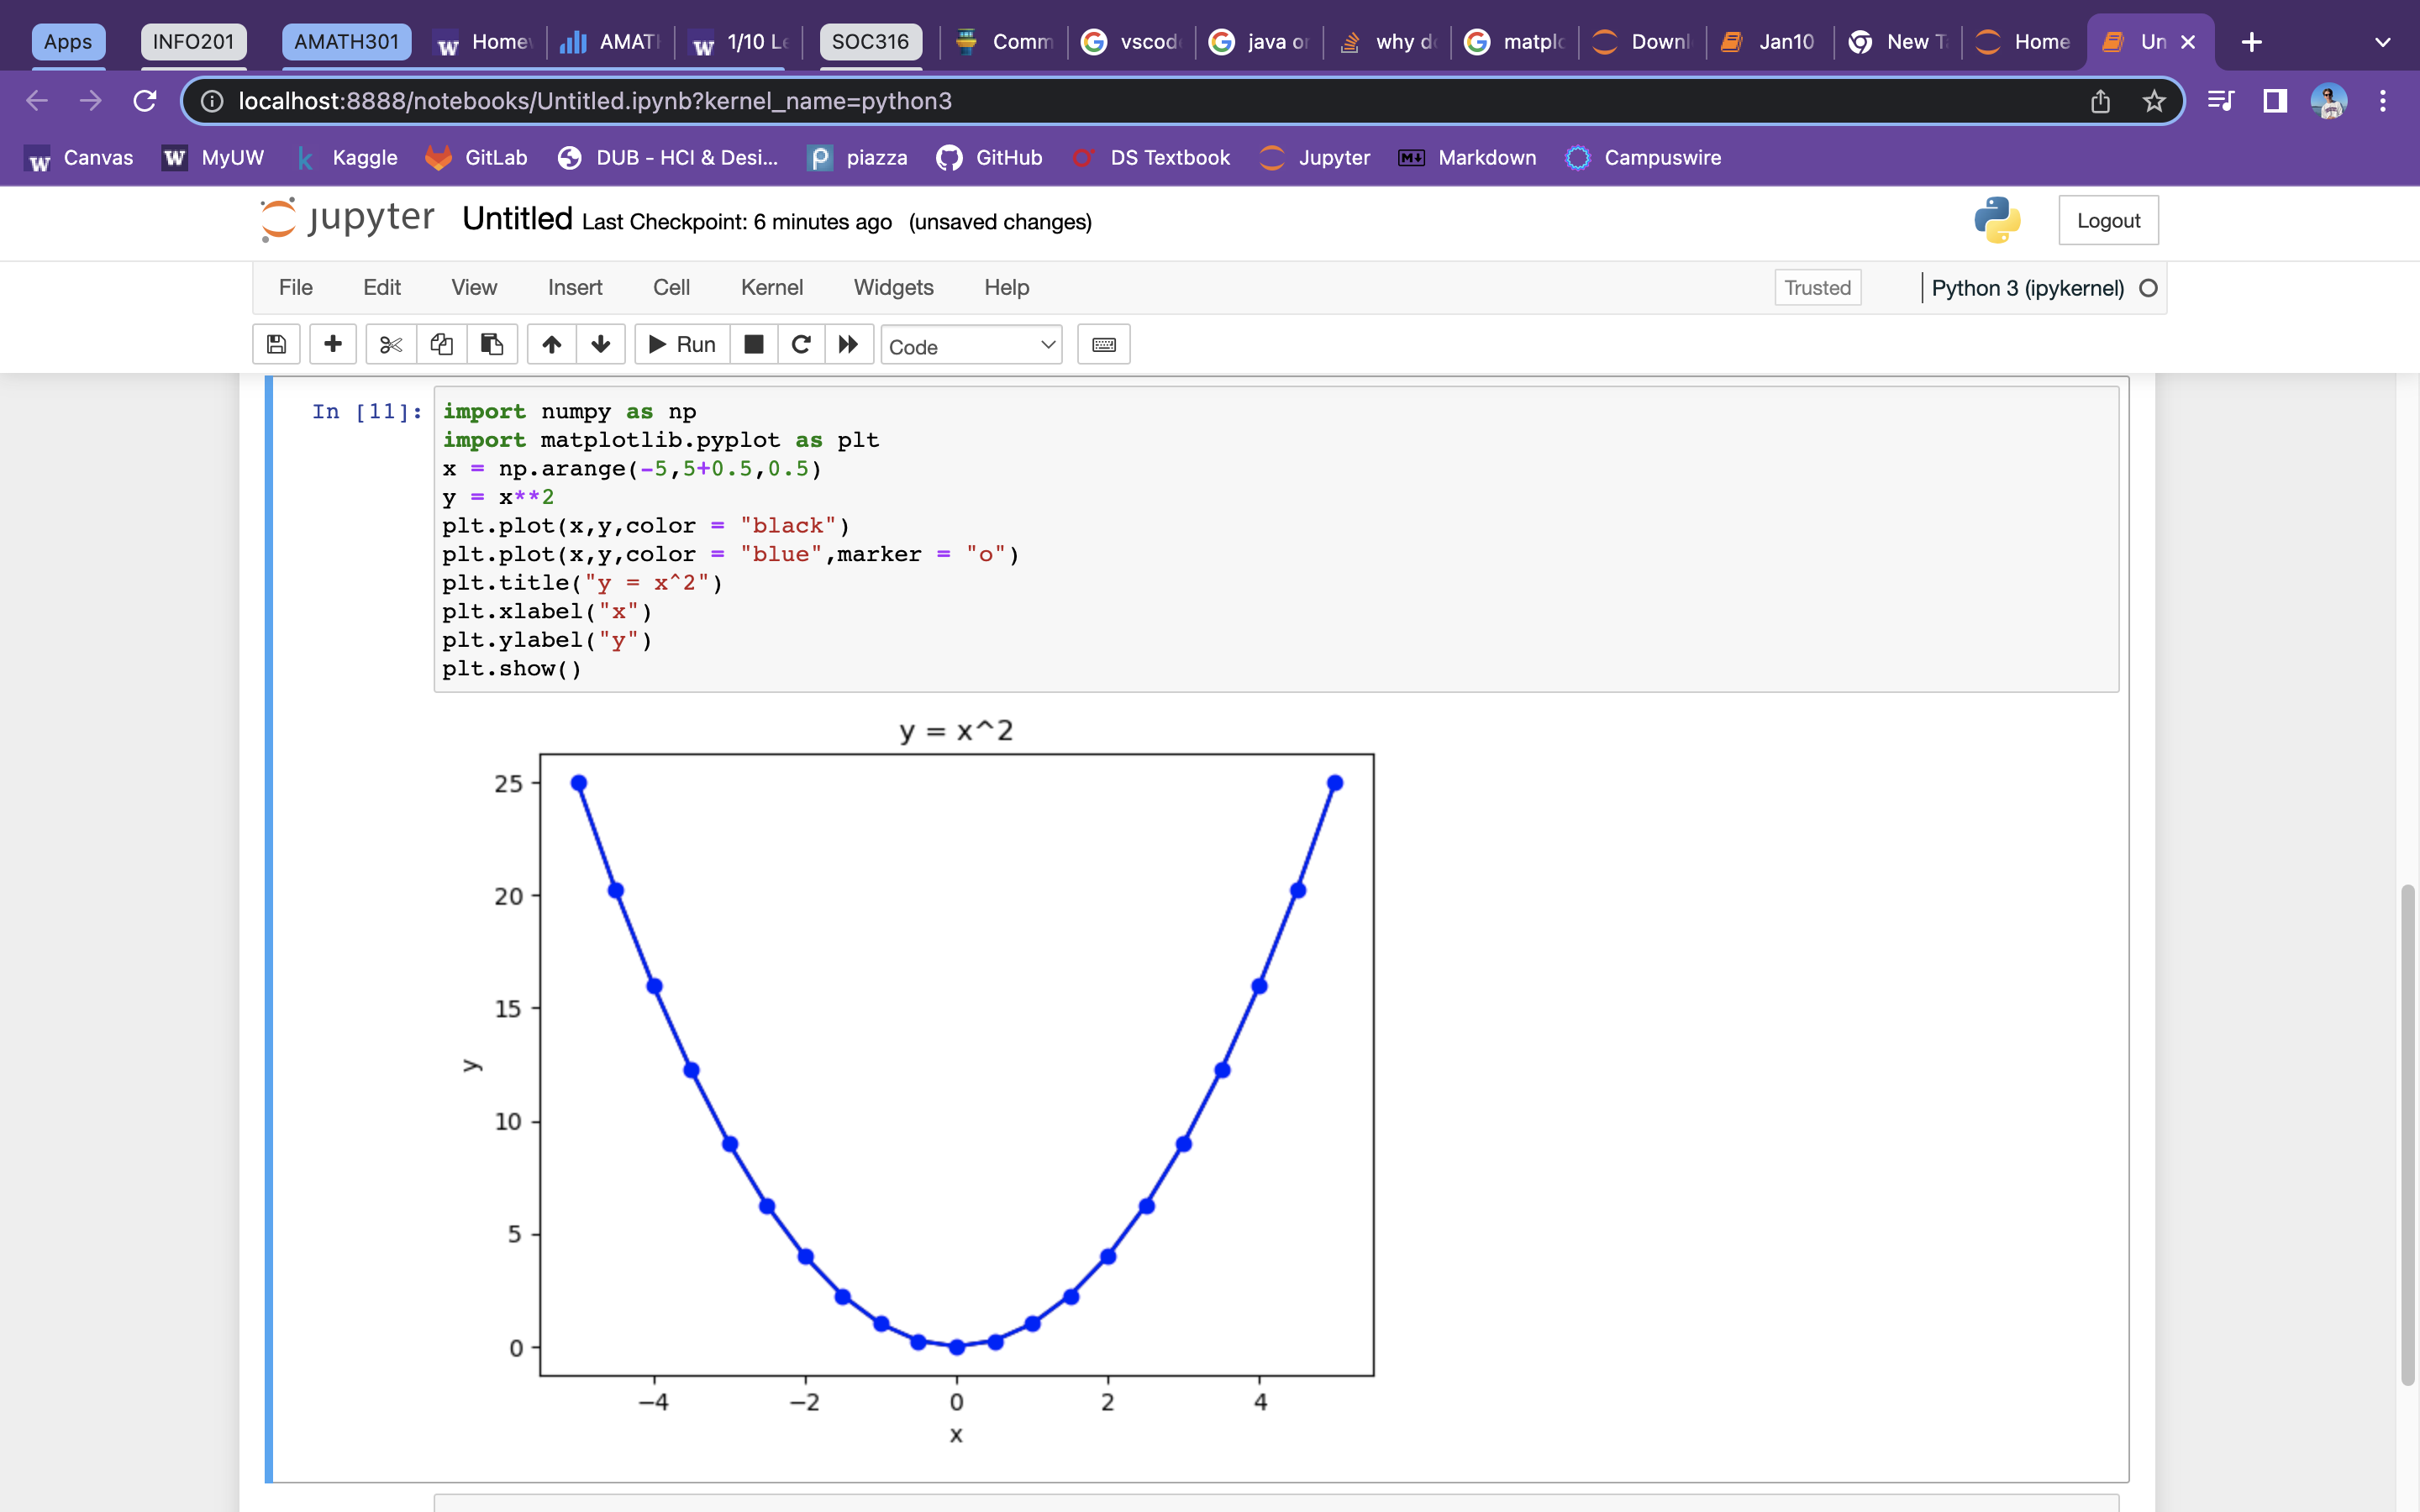 Apps INFO201 AMATH301 Home AMATH 1/10 Le SOC316 Comm vscod java or why do matplo Downl Jan10 New Ta Home Un
localhost:8888/notebooks/Untitled.ipynb?kernel_name=python3
Canvas MyUW Kaggle GitLab DUB - HCI & Desi... piazza GitHub DS Textbook Jupyter Markdown Campuswire
jupyter Untitled Last Checkpoint: 6 minutes ago (unsaved changes) Logout
File Edit View Insert Cell Kernel Widgets Help Trusted Python 3 (ipykernel)
Run Code
In [11]: import numpy as np
import matplotlib.pyplot as plt
x = np.arange(-5,5+0.5,0.5)
y = x**2
plt.plot(x,y,color = "black")
plt.plot(x,y,color = "blue",marker = "o")
plt.title("y = x^2")
plt.xlabel("x")
plt.ylabel("y")
plt.show()
y = x^2
25
20
15
y
10
5
0
−4 −2 0 2 4
x